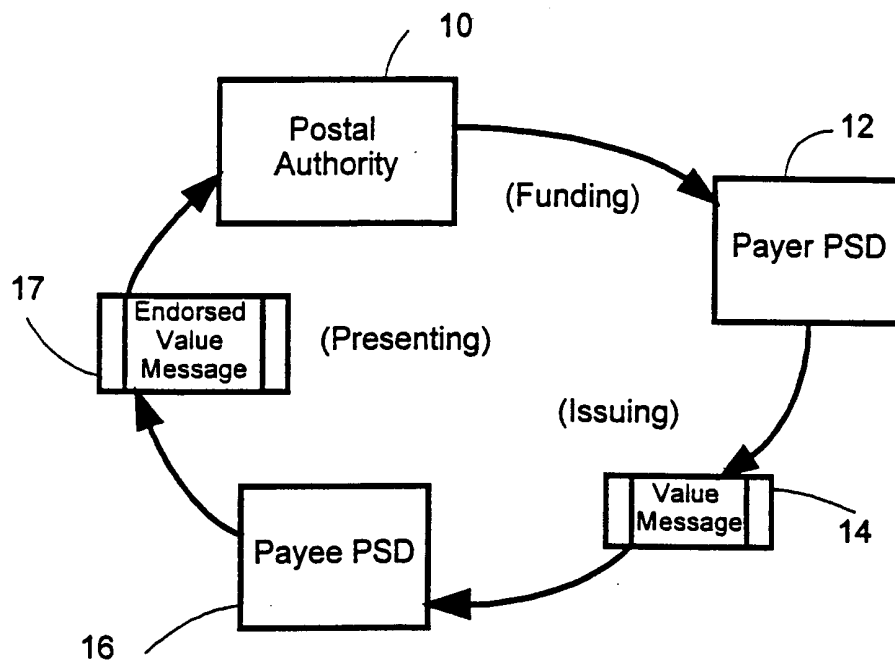 10
Postal
Authority
12
(Funding)
Payer PSD
17
Endorsed
Value
Message
(Presenting)
(Issuing)
Value
Message
14
Payee PSD
16